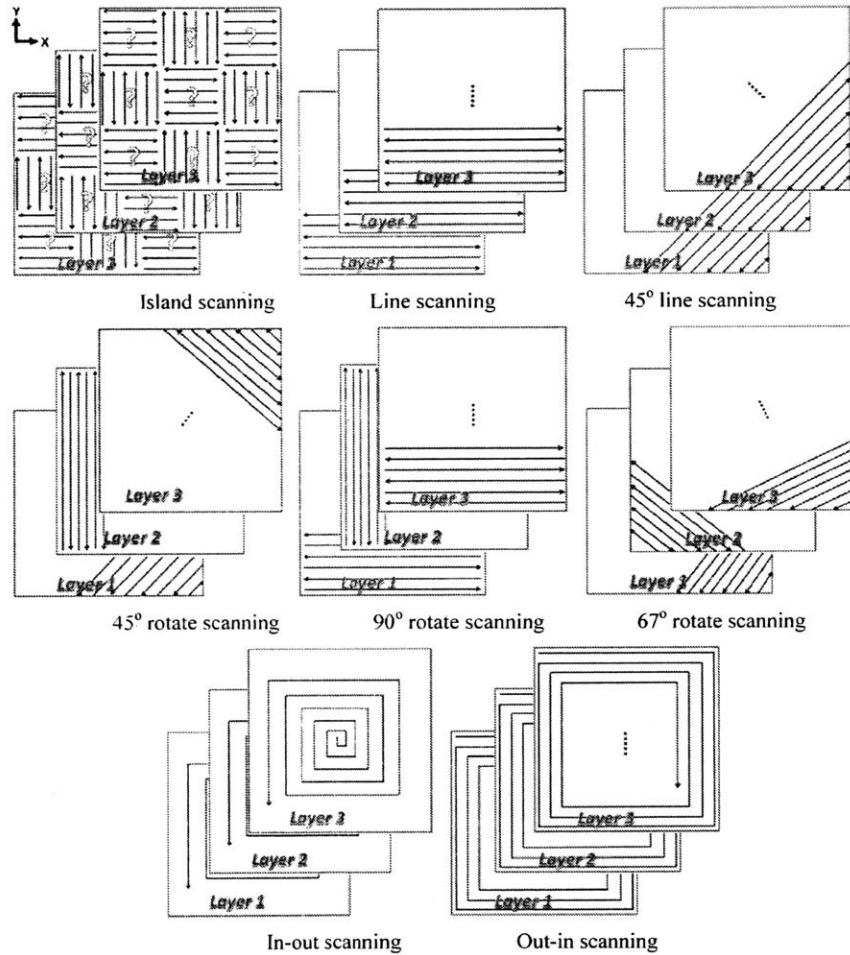 Y
X
? ? ?
? ? ?
? ? ?
Layer 3
Layer 2
Layer 3
Island scanning
Layer 3
Layer 2
Layer 1
Line scanning
Layer 3
Layer 2
Layer 1
45° line scanning
Layer 3
Layer 2
Layer 1
45° rotate scanning
Layer 3
Layer 2
Layer 1
90° rotate scanning
Layer 3
Layer 2
Layer 1
67° rotate scanning
Layer 3
Layer 2
Layer 1
In-out scanning
Layer 3
Layer 2
Layer 1
Out-in scanning